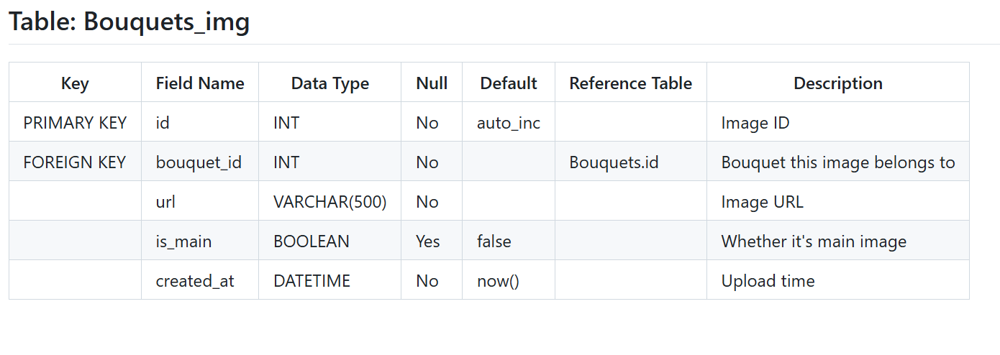 Table: Bouquets_img
Key Field Name Data Type Null Default Reference Table Description
PRIMARY KEY id INT No auto_inc Image ID
FOREIGN KEY bouquet_id INT No Bouquets.id Bouquet this image belongs to
url VARCHAR(500) No Image URL
is_main BOOLEAN Yes false Whether it's main image
created_at DATETIME No now() Upload time